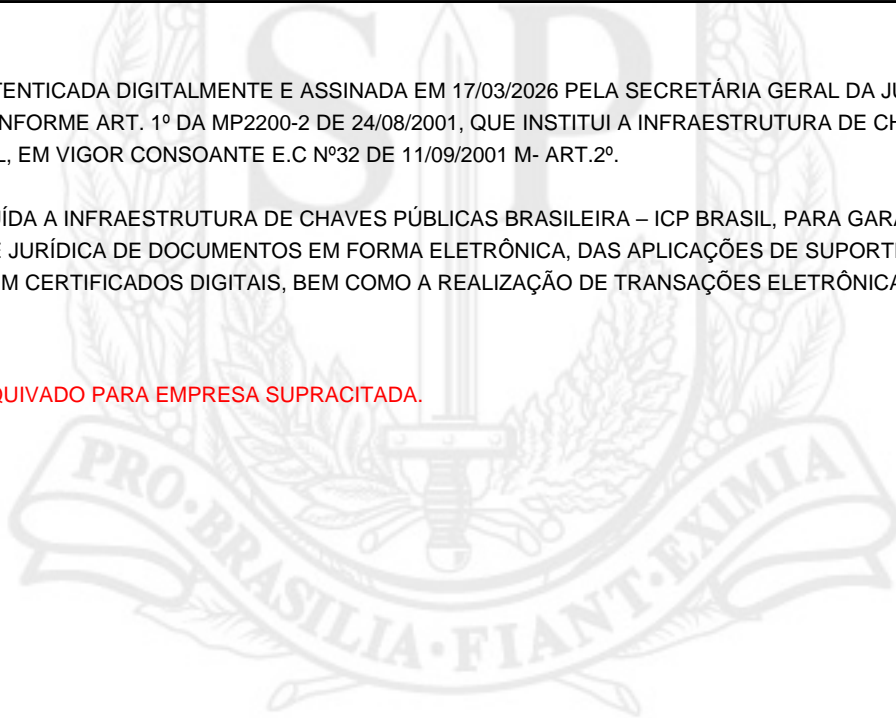 SP
TENTICADA DIGITALMENTE E ASSINADA EM 17/03/2026 PELA SECRETÁRIA GERAL DA JU
NFORME ART. 1º DA MP2200-2 DE 24/08/2001, QUE INSTITUI A INFRAESTRUTURA DE CH
L, EM VIGOR CONSOANTE E.C Nº32 DE 11/09/2001 M- ART.2º.
UÍDA A INFRAESTRUTURA DE CHAVES PÚBLICAS BRASILEIRA – ICP BRASIL, PARA GARA
E JURÍDICA DE DOCUMENTOS EM FORMA ELETRÔNICA, DAS APLICAÇÕES DE SUPORTE
M CERTIFICADOS DIGITAIS, BEM COMO A REALIZAÇÃO DE TRANSAÇÕES ELETRÔNICA
QUIVADO PARA EMPRESA SUPRACITADA.
PRO·BRASILIA·FIANT·EXIMIA